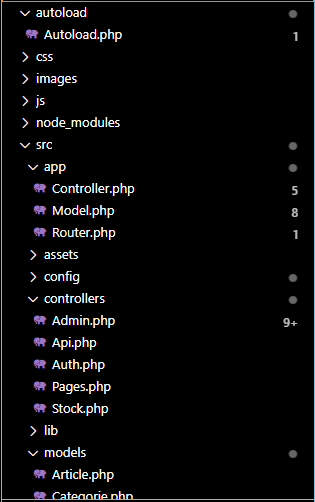 autoload
Autoload.php 1
css
images
js
node_modules
src
app
Controller.php 5
Model.php 8
Router.php 1
assets
config
controllers
Admin.php 9+
Api.php
Auth.php
Pages.php
Stock.php
lib
models
Article.php
Categorie.php